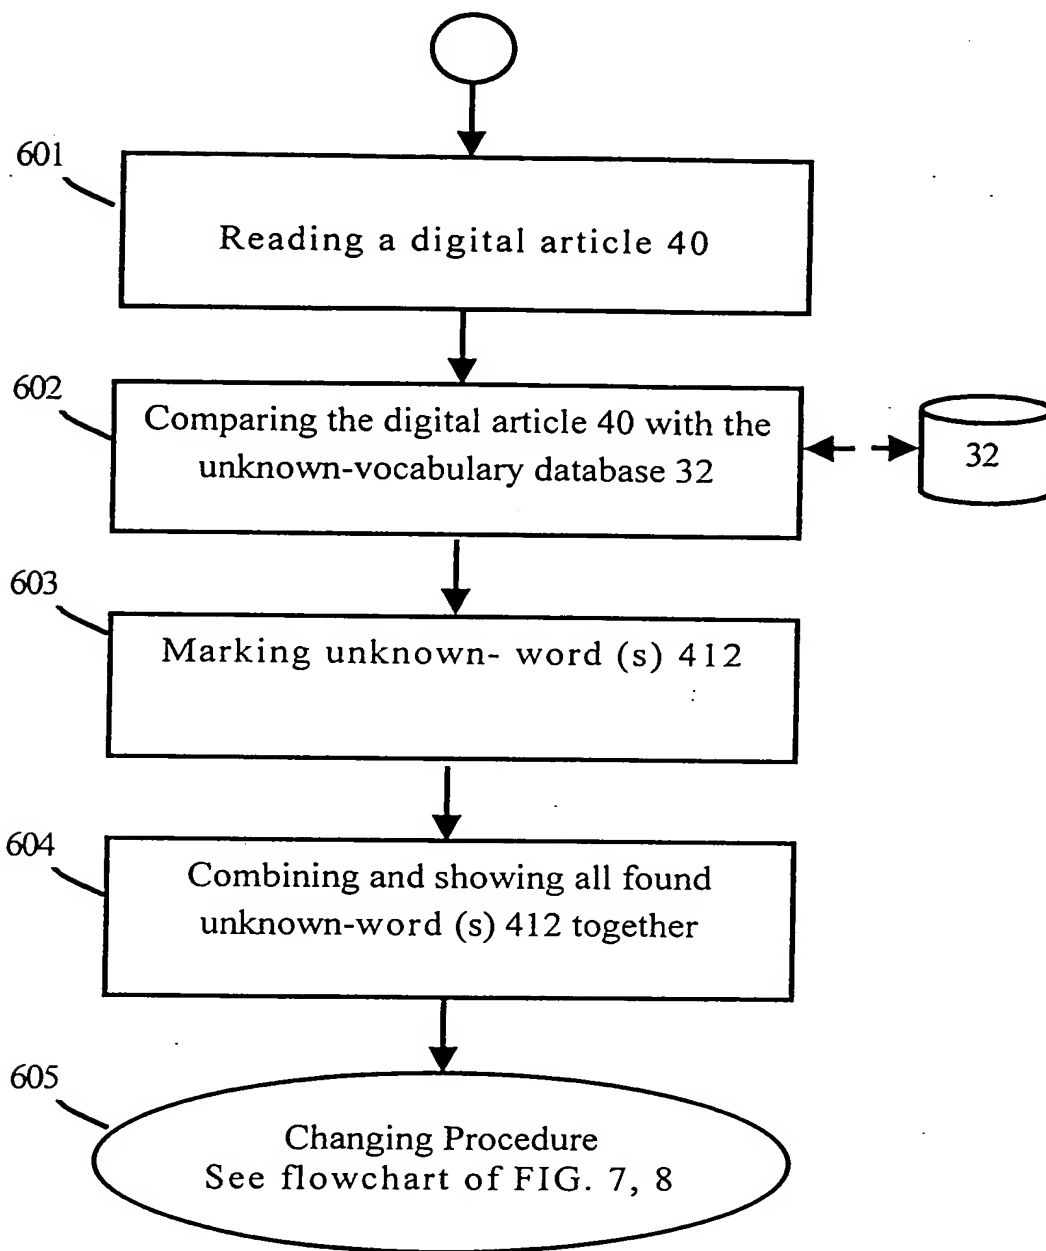 601
Reading a digital article 40
602
Comparing the digital article 40 with the
unknown-vocabulary database 32
32
603
Marking unknown- word (s) 412
604
Combining and showing all found
unknown-word (s) 412 together
605
Changing Procedure
See flowchart of FIG. 7, 8